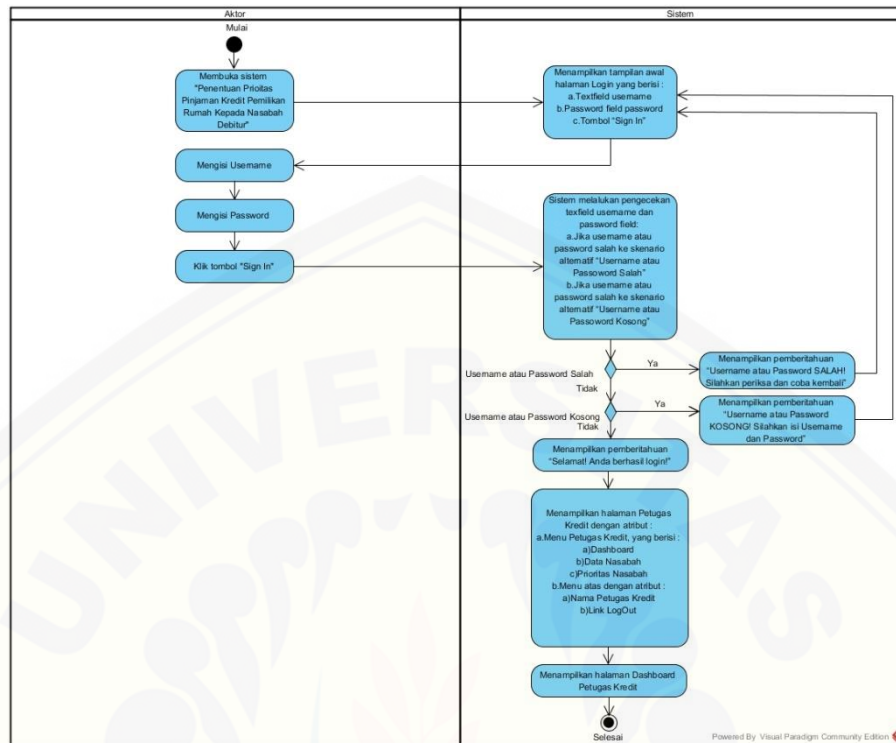 Aktor
Sistem
Mulai
Membuka sistem
"Penentuan Prioitas
Pinjaman Kredit Pemilikan
Rumah Kepada Nasabah
Debitur"
Menampilkan tampilan awal
halaman Login yang berisi :
a.Textfield username
b.Password field password
c.Tombol "Sign In"
Mengisi Username
Mengisi Password
Klik tombol "Sign In"
Sistem melalukan pengecekan
texfield username dan
password field:
a.Jika username atau
password salah ke skenario
alternatif "Username atau
Passoword Salah"
b.Jika username atau
password salah ke skenario
alternatif "Username atau
Passoword Kosong"
Username atau Password Salah
Ya
Menampilkan pemberitahuan
"Username atau Password SALAH!
Silahkan periksa dan coba kembali"
Tidak
Username atau Password Kosong
Ya
Menampilkan pemberitahuan
"Username atau Password
KOSONG! Silahkan isi Username
dan Password"
Tidak
Menampilkan pemberitahuan
"Selamat! Anda berhasil login!"
Menampilkan halaman Petugas
Kredit dengan atribut :
a.Menu Petugas Kredit, yang berisi :
a)Dashboard
b)Data Nasabah
c)Prioritas Nasabah
b.Menu atas dengan atribut :
a)Nama Petugas Kredit
b)Link LogOut
Menampilkan halaman Dashboard
Petugas Kredit
Selesai
Powered By Visual Paradigm Community Edition
UNIVERSITAS